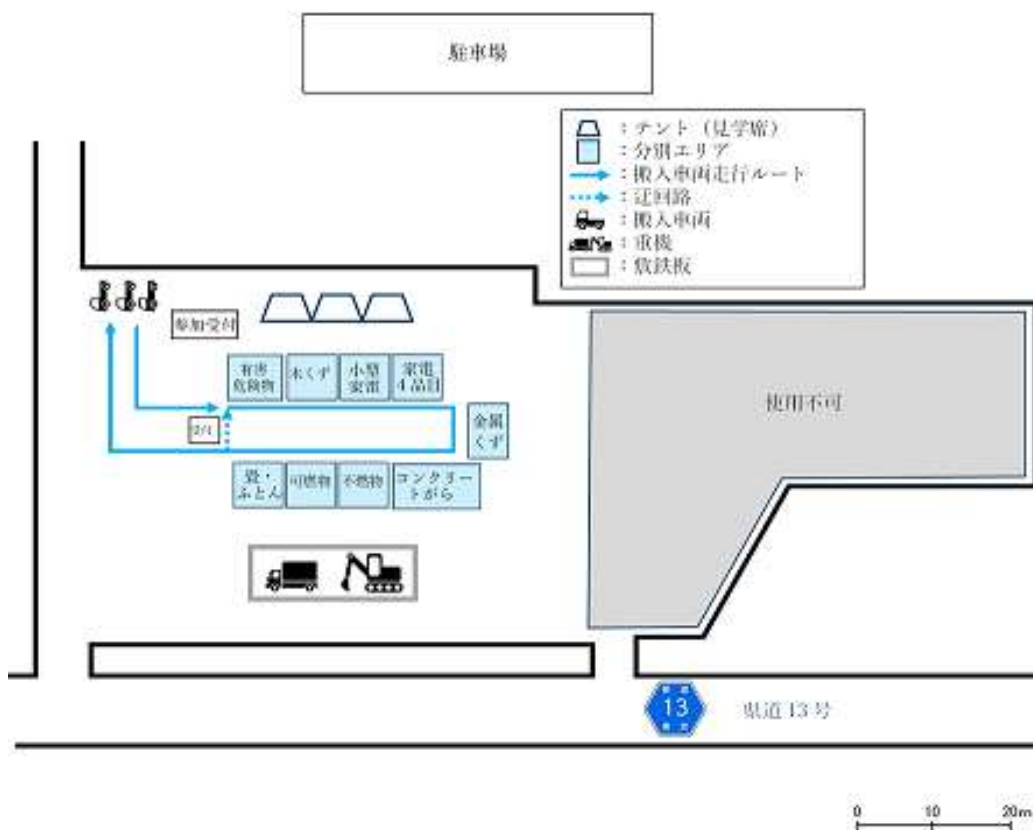 駐車場
：テント（見学席）
：分別エリア
：搬入車両走行ルート
：迂回路
：搬入車両
：重機
：敷鉄板
参加受付
有害
危険物
木くず
小型
家電
家電
4品目
受付
金属
くず
畳・
ふとん
可燃物
不燃物
コンクリー
トがら
使用不可
13
県道13号
0 10 20m